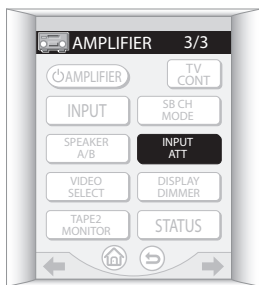 AMPLIFIER 3/3
AMPLIFIER
TV
CONT
INPUT
SB CH
MODE
SPEAKER
A/B
INPUT
ATT
VIDEO
SELECT
DISPLAY
DIMMER
TAPE2
MONITOR
STATUS